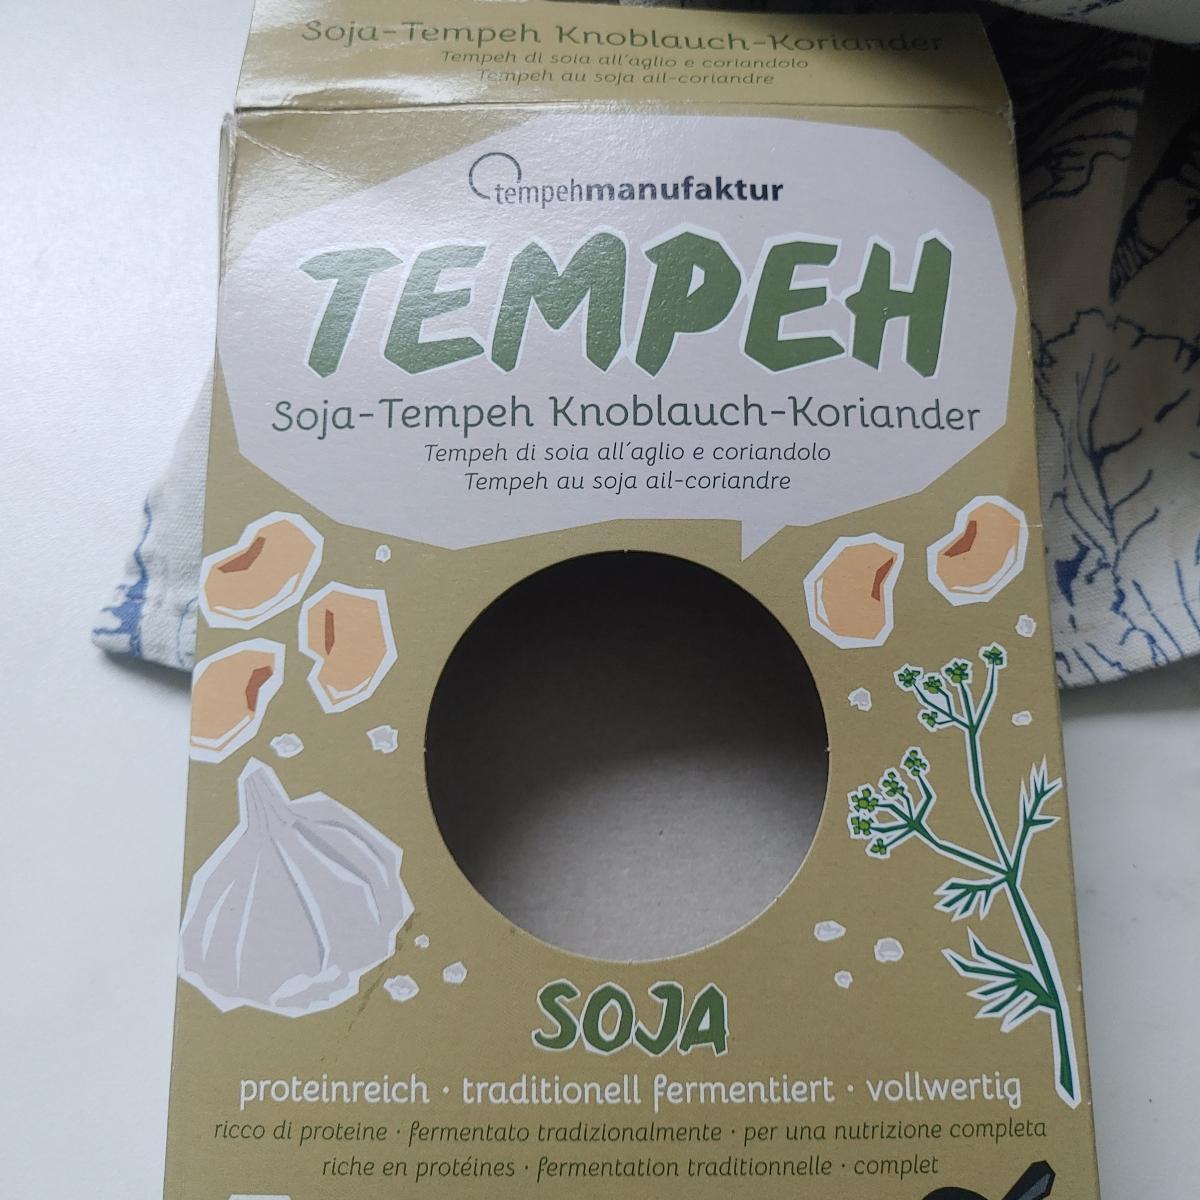 Soja-Tempeh Knoblauch-Koriander
Tempeh di soia all´aglio e coriandolo
Tempeh au soja ail-coriandre
tempehmanufaktur
TEMPEH
Soja-Tempeh Knoblauch-Koriander
Tempeh di soia all´aglio e coriandolo
Tempeh au soja ail-coriandre
SOJA
proteinreich · traditionell fermentiert · vollwertig
ricco di proteine · fermentato tradizionalmente · per una nutrizione completa
riche en protéines · fermentation traditionnelle · complet